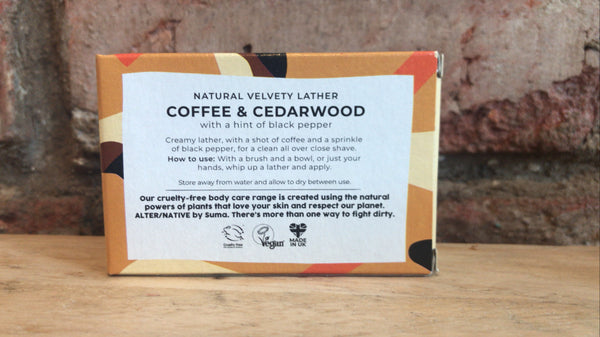 NATURAL VELVETY LATHER
COFFEE & CEDARWOOD
with a hint of black pepper
Creamy lather, with a shot of coffee and a sprinkle
of black pepper, for a clean all over close shave.
How to use: With a brush and a bowl, or just your
hands, whip up a lather and apply.
Store away from water and allow to dry between use.
Our cruelty-free body care range is created using the natural
powers of plants that love your skin and respect our planet.
ALTER/NATIVE by Suma. There's more than one way to fight dirty.
Cruelty Free
Vegan
MADE
IN UK